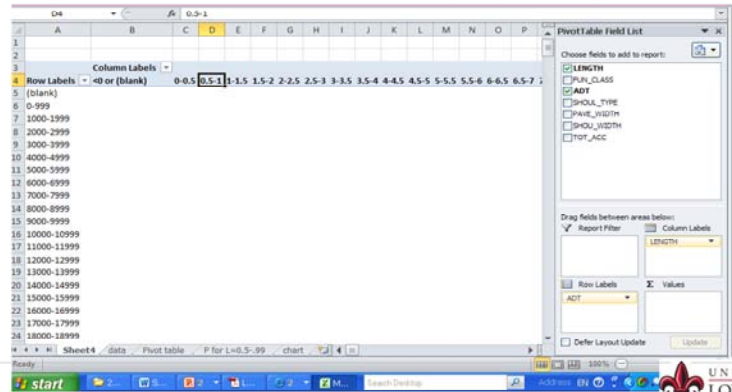 D4 fx 0.5-1
A B C D E F G H I J K L M N O P
1
2
3 Column Labels
4 Row Labels <0 or (blank) 0-0.5 0.5-1 1-1.5 1.5-2 2-2.5 2.5-3 3-3.5 3.5-4 4-4.5 4.5-5 5-5.5 5.5-6 6-6.5 6.5-7
5 (blank)
6 0-999
7 1000-1999
8 2000-2999
9 3000-3999
10 4000-4999
11 5000-5999
12 6000-6999
13 7000-7999
14 8000-8999
15 9000-9999
16 10000-10999
17 11000-11999
18 12000-12999
19 13000-13999
20 14000-14999
21 15000-15999
22 16000-16999
23 17000-17999
24 18000-18999
Sheet4 data Pivot table P for L=0.5-.99 chart
Ready 100%
PivotTable Field List
Choose fields to add to report:
LENGTH
FUN_CLASS
ADT
SHOUL_TYPE
PAVE_WIDTH
SHOU_WIDTH
TOT_ACC
Drag fields between areas below:
Report Filter Column Labels
LENGTH
Row Labels Σ Values
ADT
Defer Layout Update Update
start 2... S... 2 L... 2 M... Search Desktop Address EN
UN
LO